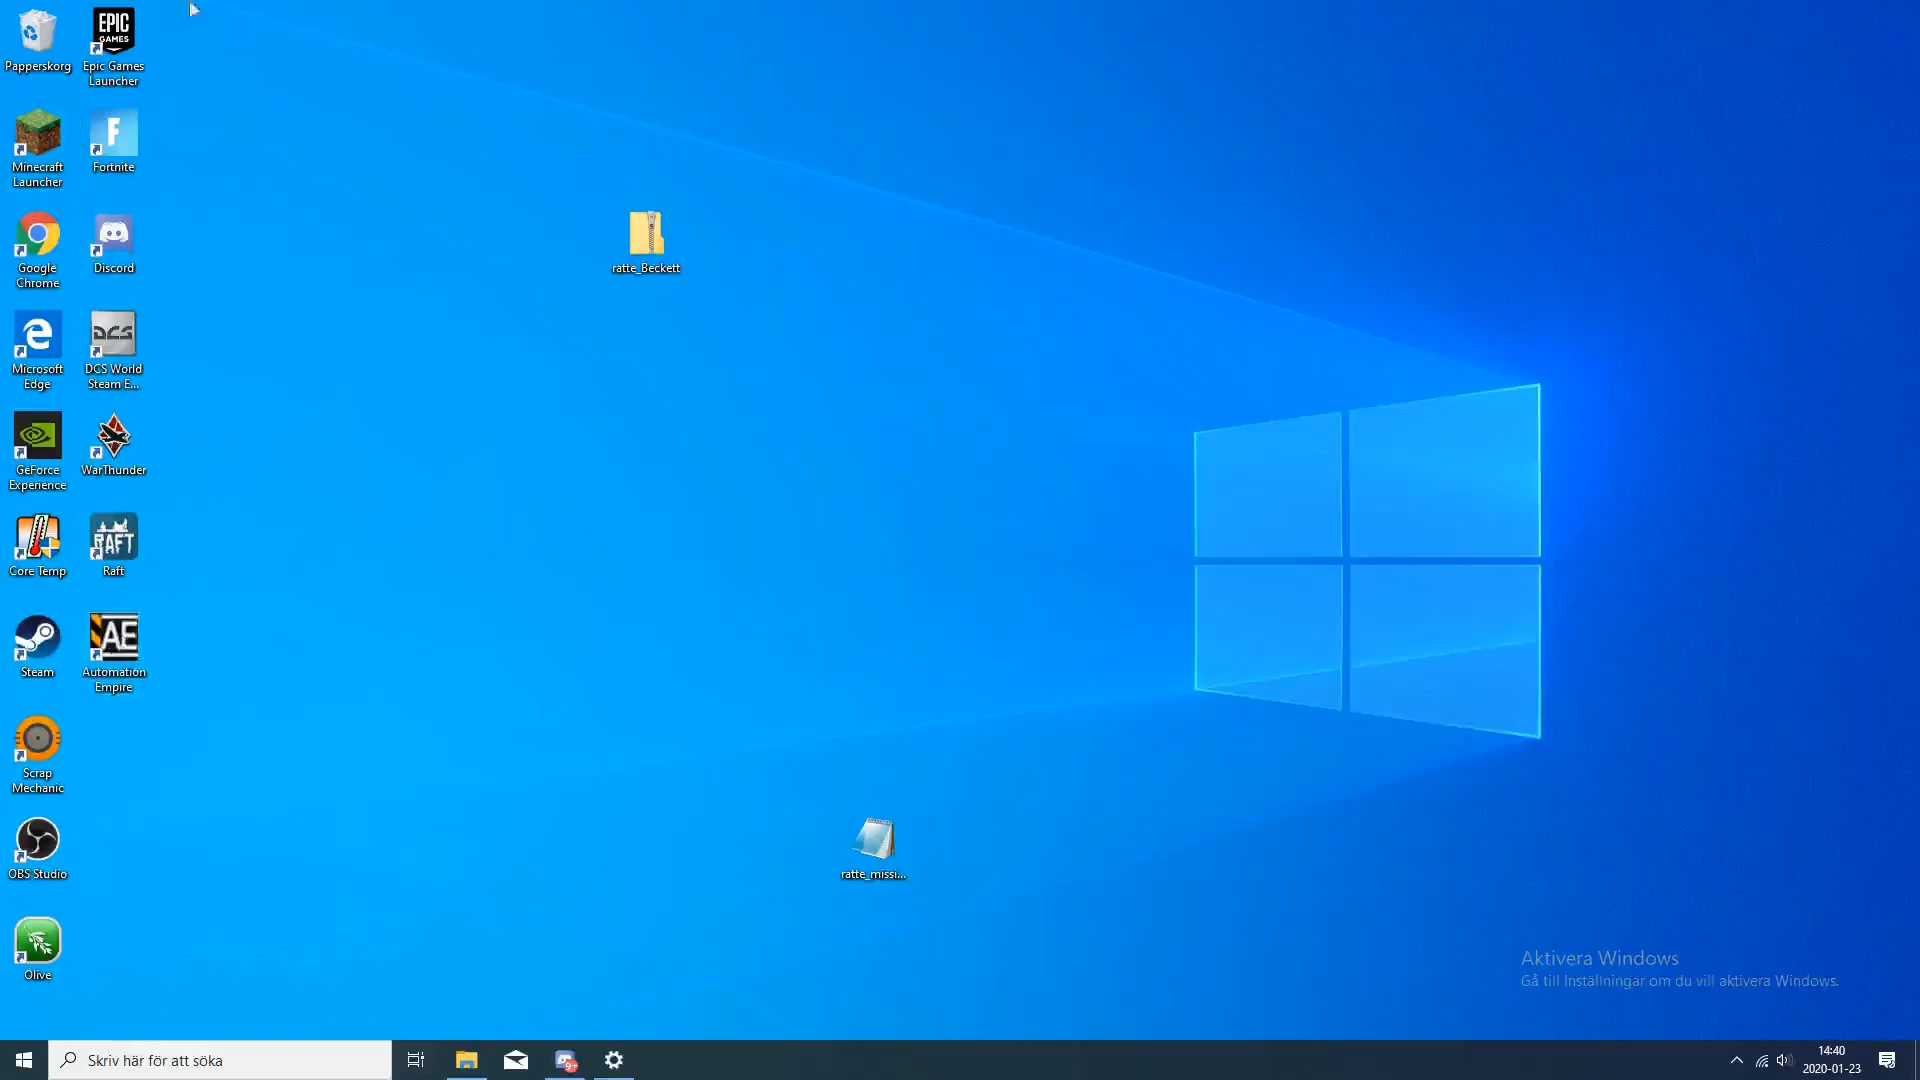 Papperskorg
EPIC
GAMES
Epic Games
Launcher
Minecraft
Launcher
F
Fortnite
Google
Chrome
Discord
ratte_Beckett
Microsoft
Edge
DCS
DCS World
Steam E...
GeForce
Experience
WarThunder
Core Temp
RAFT
Raft
Steam
AE
Automation
Empire
Scrap
Mechanic
OBS Studio
ratte_missi...
Olive
Aktivera Windows
Gå till Inställningar om du vill aktivera Windows.
Skriv här för att söka
9+
14:40
2020-01-23